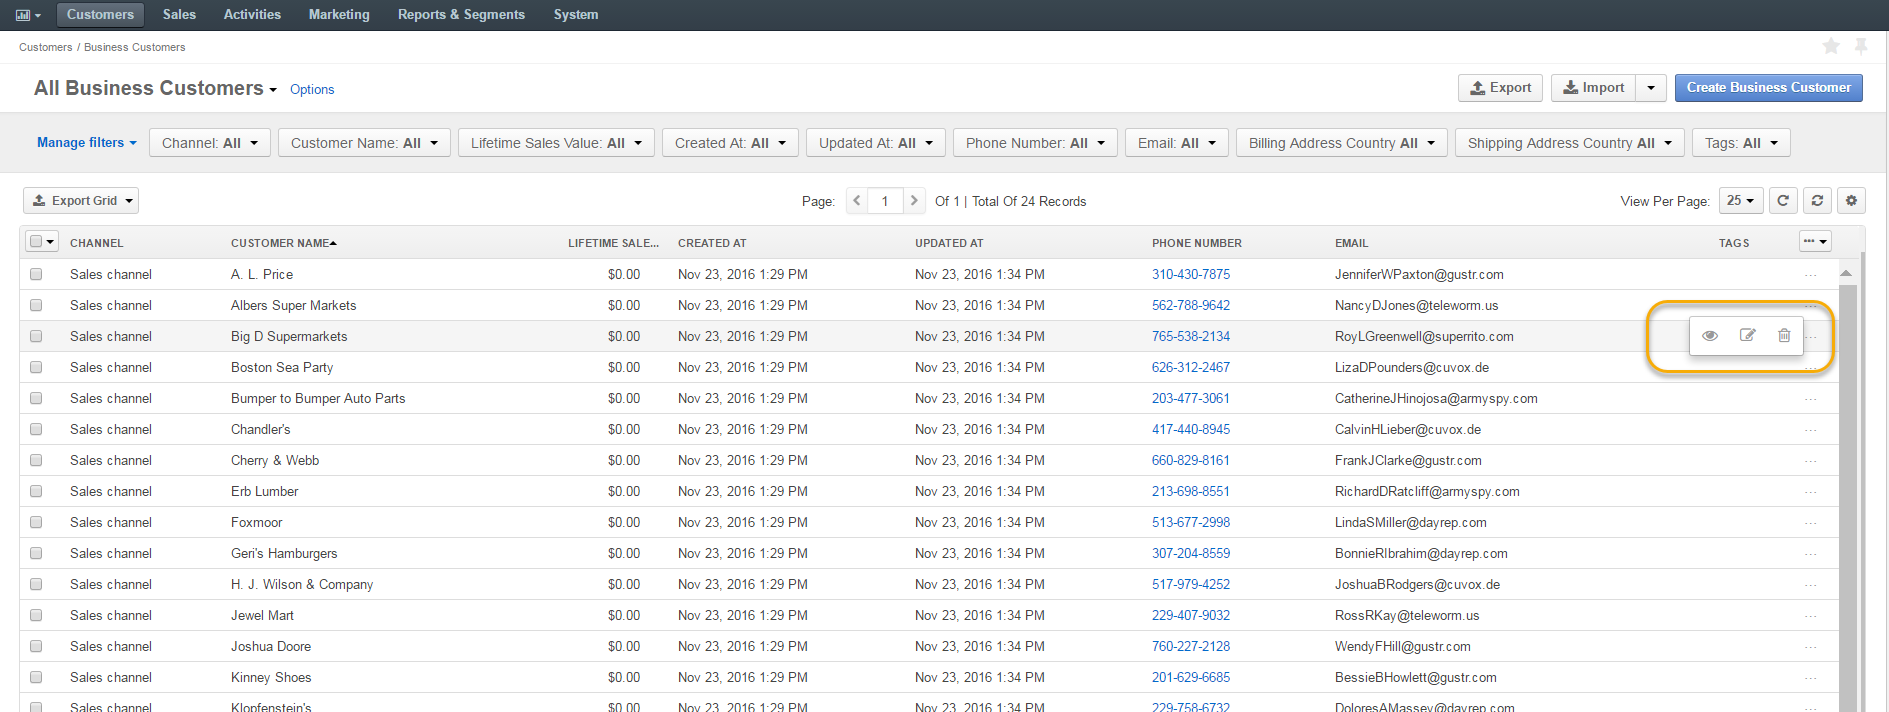 Customers Sales Activities Marketing Reports & Segments System
Customers / Business Customers
All Business Customers Options Export Import Create Business Customer
Manage filters Channel: All Customer Name: All Lifetime Sales Value: All Created At: All Updated At: All Phone Number: All Email: All Billing Address Country All Shipping Address Country All Tags: All
Export Grid Page: 1 Of 1 | Total Of 24 Records View Per Page: 25
CHANNEL CUSTOMER NAME LIFETIME SALE... CREATED AT UPDATED AT PHONE NUMBER EMAIL TAGS ...
Sales channel A. L. Price $0.00 Nov 23, 2016 1:29 PM Nov 23, 2016 1:34 PM 310-430-7875 JenniferWPaxton@gustr.com ...
Sales channel Albers Super Markets $0.00 Nov 23, 2016 1:29 PM Nov 23, 2016 1:34 PM 562-788-9642 NancyDJones@teleworm.us ...
Sales channel Big D Supermarkets $0.00 Nov 23, 2016 1:29 PM Nov 23, 2016 1:34 PM 765-538-2134 RoyLGreenwell@superrito.com ...
Sales channel Boston Sea Party $0.00 Nov 23, 2016 1:29 PM Nov 23, 2016 1:34 PM 626-312-2467 LizaDPounders@cuvox.de ...
Sales channel Bumper to Bumper Auto Parts $0.00 Nov 23, 2016 1:29 PM Nov 23, 2016 1:34 PM 203-477-3061 CatherineJHinojosa@armyspy.com ...
Sales channel Chandler's $0.00 Nov 23, 2016 1:29 PM Nov 23, 2016 1:34 PM 417-440-8945 CalvinHLieber@cuvox.de ...
Sales channel Cherry & Webb $0.00 Nov 23, 2016 1:29 PM Nov 23, 2016 1:34 PM 660-829-8161 FrankJClarke@gustr.com ...
Sales channel Erb Lumber $0.00 Nov 23, 2016 1:29 PM Nov 23, 2016 1:34 PM 213-698-8551 RichardDRatcliff@armyspy.com ...
Sales channel Foxmoor $0.00 Nov 23, 2016 1:29 PM Nov 23, 2016 1:34 PM 513-677-2998 LindaSMiller@dayrep.com ...
Sales channel Geri's Hamburgers $0.00 Nov 23, 2016 1:29 PM Nov 23, 2016 1:34 PM 307-204-8559 BonnieRIbrahim@dayrep.com ...
Sales channel H. J. Wilson & Company $0.00 Nov 23, 2016 1:29 PM Nov 23, 2016 1:34 PM 517-979-4252 JoshuaBRodgers@cuvox.de ...
Sales channel Jewel Mart $0.00 Nov 23, 2016 1:29 PM Nov 23, 2016 1:34 PM 229-407-9032 RossRKay@teleworm.us ...
Sales channel Joshua Doore $0.00 Nov 23, 2016 1:29 PM Nov 23, 2016 1:34 PM 760-227-2128 WendyFHill@gustr.com ...
Sales channel Kinney Shoes $0.00 Nov 23, 2016 1:29 PM Nov 23, 2016 1:34 PM 201-629-6685 BessieBHowlett@gustr.com ...
Sales channel Klopfenstein's $0.00 Nov 23, 2016 1:29 PM Nov 23, 2016 1:34 PM 229-758-6732 DoloresAMassey@dayrep.com ...